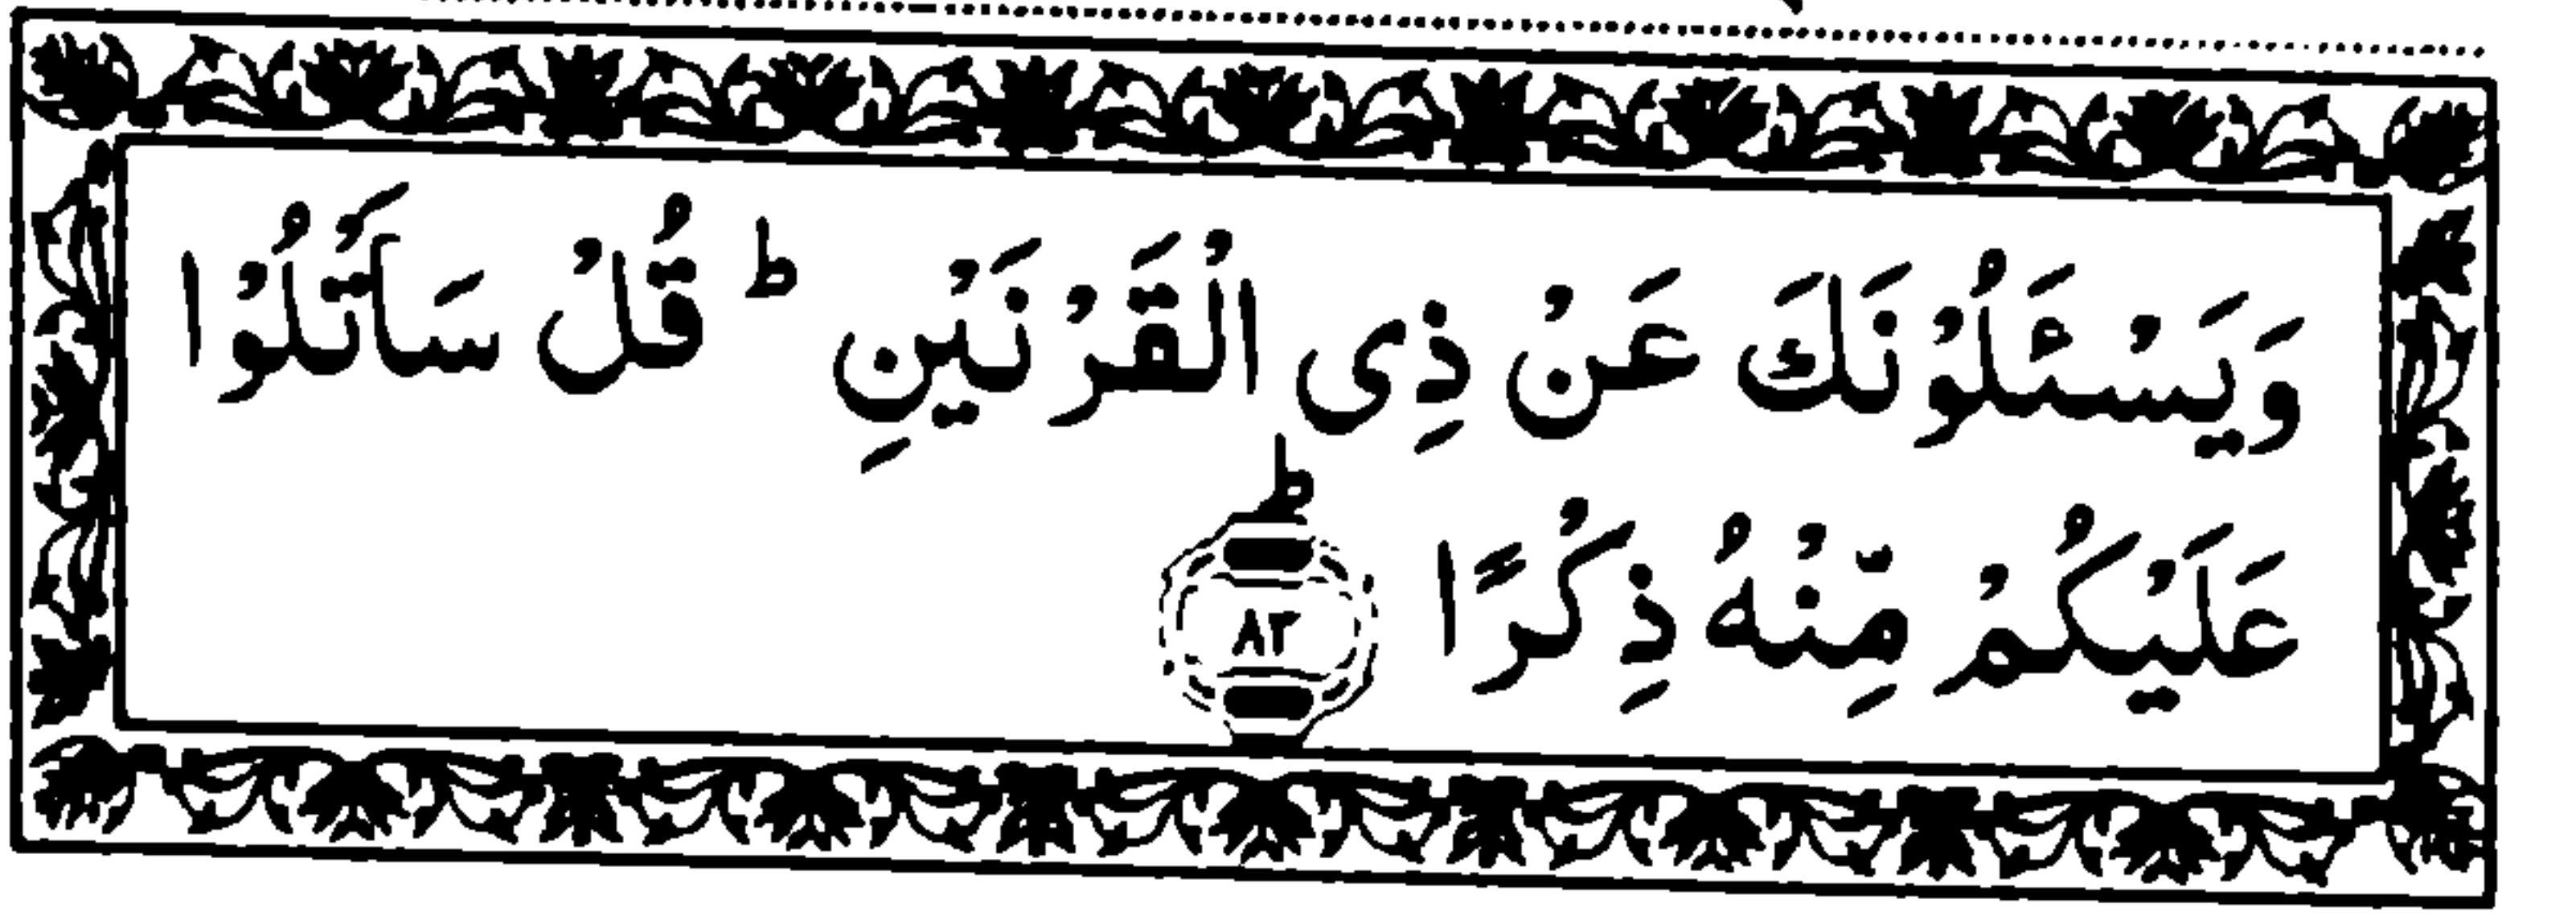 وَيَسْئَلُوْنَكَ عَنْ ذِى الْقَرْنَيْنِ ؕ قُلْ سَاَتْلُوْا
عَلَيْكُمْ مِّنْهُ ذِكْرًا ؕ ٨٣